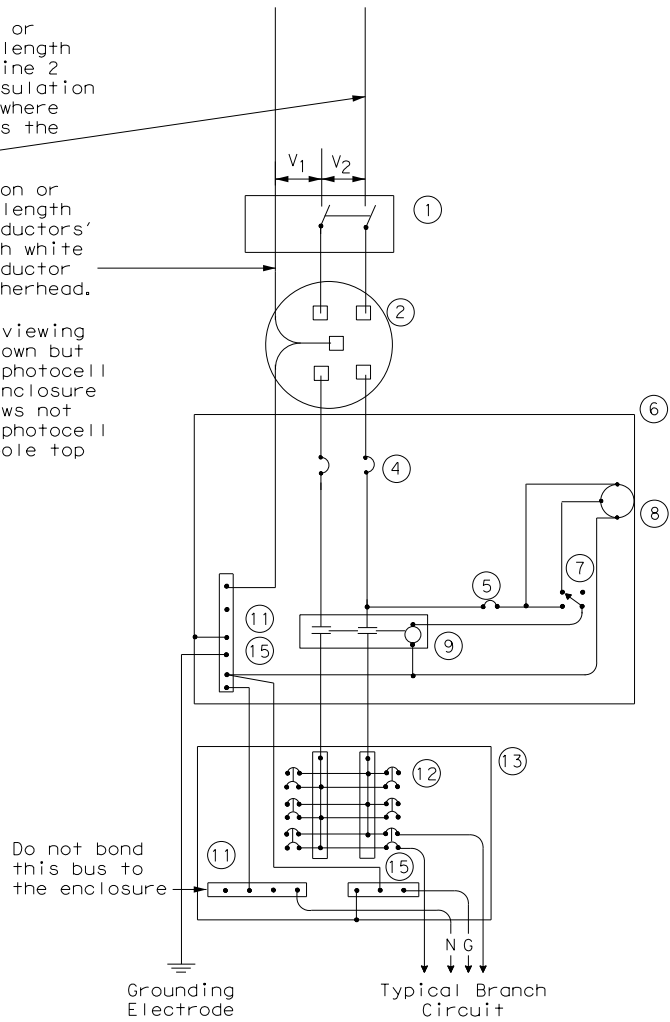 or
length
ine 2
sulation
where
s the
on or
length
ductors'
h white
ductor
herhead.
viewing
own but
photocell
nclosure
ws not
photocell
ole top
V1
V2
1
2
6
4
8
7
5
11
9
15
13
12
Do not bond
this bus to
the enclosure
11
15
N G
Grounding
Electrode
Typical Branch
Circuit